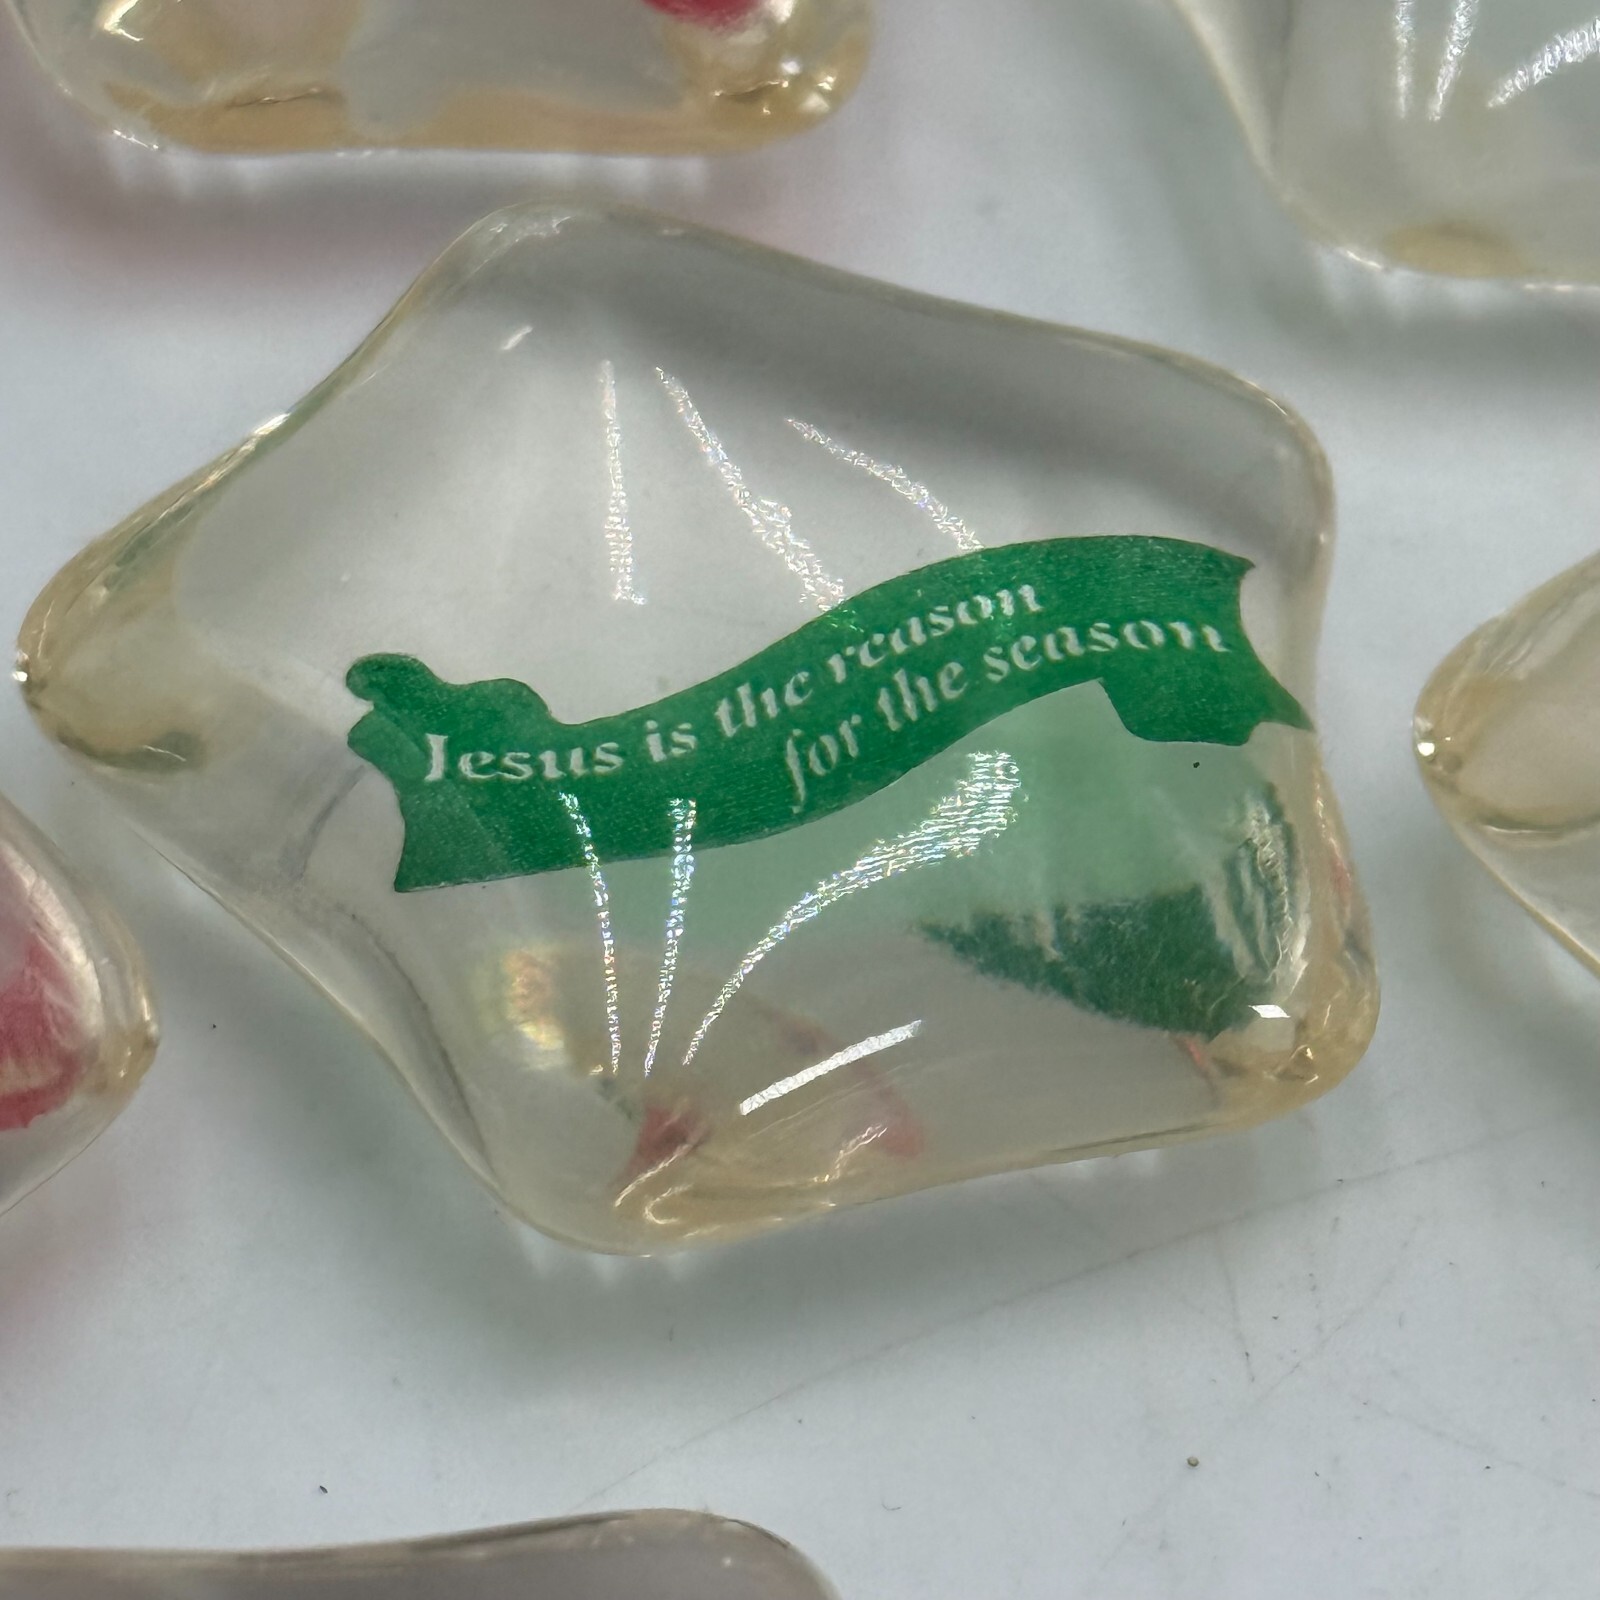 Jesus is the reason
for the season